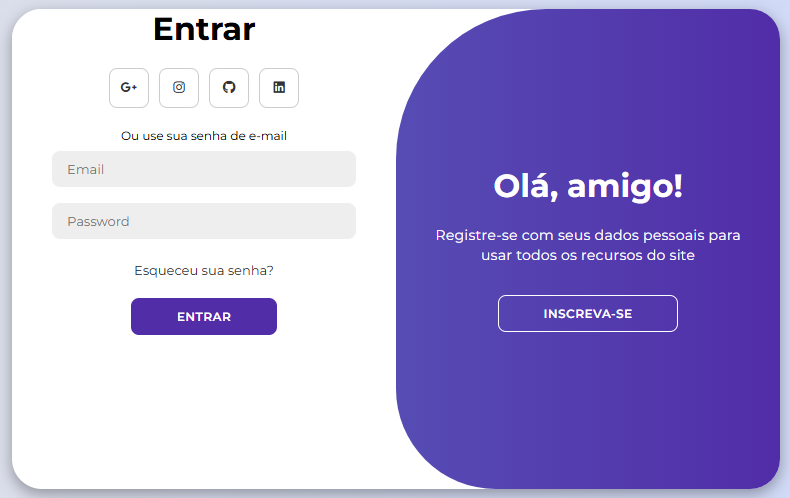 Entrar
G+
Ou use sua senha de e-mail
Email
Password
Esqueceu sua senha?
ENTRAR
Olá, amigo!
Registre-se com seus dados pessoais para
usar todos os recursos do site
INSCREVA-SE